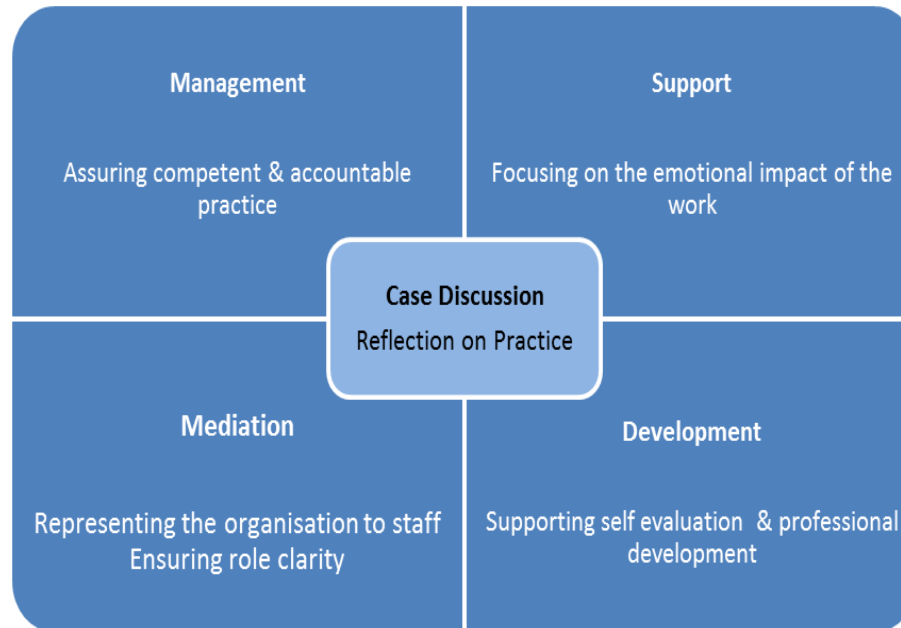 Management
Assuring competent & accountable
practice
Support
Focusing on the emotional impact of the
work
Case Discussion
Reflection on Practice
Mediation
Representing the organisation to staff
Ensuring role clarity
Development
Supporting self evaluation & professional
development